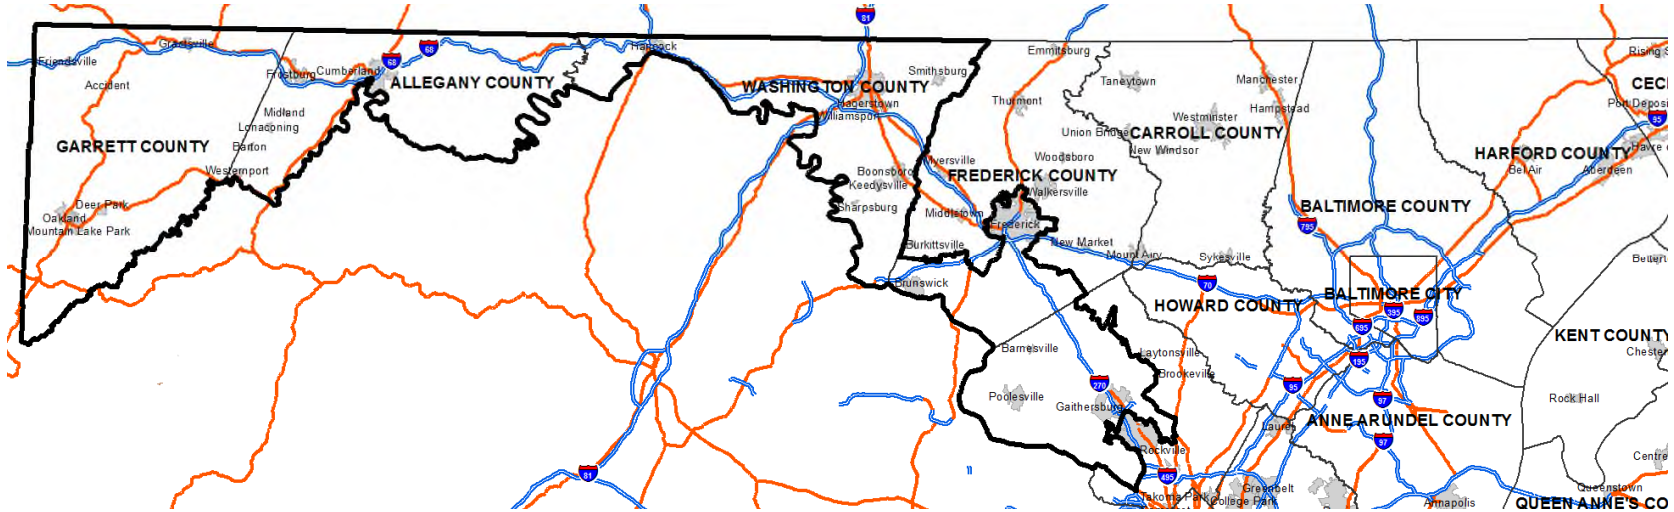 81
Emmitsburg
Grantsville
Hancock
68
Rising S
Friendsville
68
Frostburg
Cumberland
Smithsburg
Taneytown
Manchester
Accident
ALLEGANY COUNTY
WASHINGTON COUNTY
CECI
Hagerstown
Thurmont
Hampstead
Port Deposi
Midland
Williamsport
Westminster
95
Lonaconing
Union Bridge
CARROLL COUNTY
GARRETT COUNTY
Barton
New Windsor
HARFORD COUNTY
Havre
Myersville
Woodsboro
Westernport
Boonsboro
FREDERICK COUNTY
Bel Air
Aberdeen
Keedysville
Walkersville
Deer Park
Sharpsburg
Middletown
BALTIMORE COUNTY
Oakland
Frederick
795
Mountain Lake Park
Burkittsville
New Market
Mount Airy
Sykesville
Brunswick
70
BALTIMORE CITY
HOWARD COUNTY
395
895
695
KENT COUNTY
Barnesville
Laytonsville
195
Chester
Brookeville
270
95
Poolesville
97
Rock Hall
Gaithersburg
ANNE ARUNDEL COUNTY
Laurel
97
Rockville
Centre
81
495
Greenbelt
Queenstown
Takoma Park
College Park
Annapolis
QUEEN ANNE'S CO